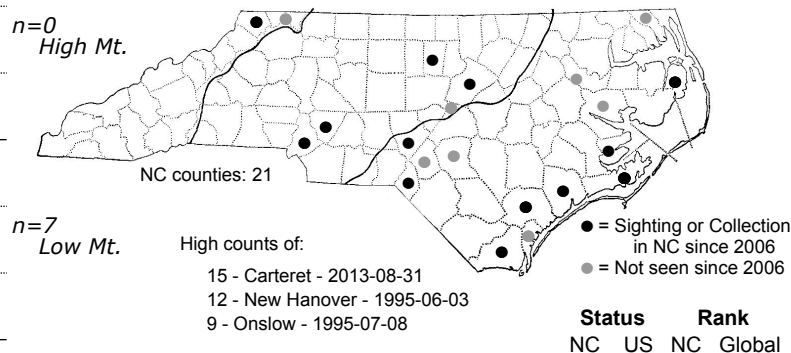 n=0
High Mt.
NC counties: 21
n=7
Low Mt.
High counts of:
15 - Carteret - 2013-08-31
12 - New Hanover - 1995-06-03
9 - Onslow - 1995-07-08
= Sighting or Collection
in NC since 2006
= Not seen since 2006
Status Rank
NC US NC Global